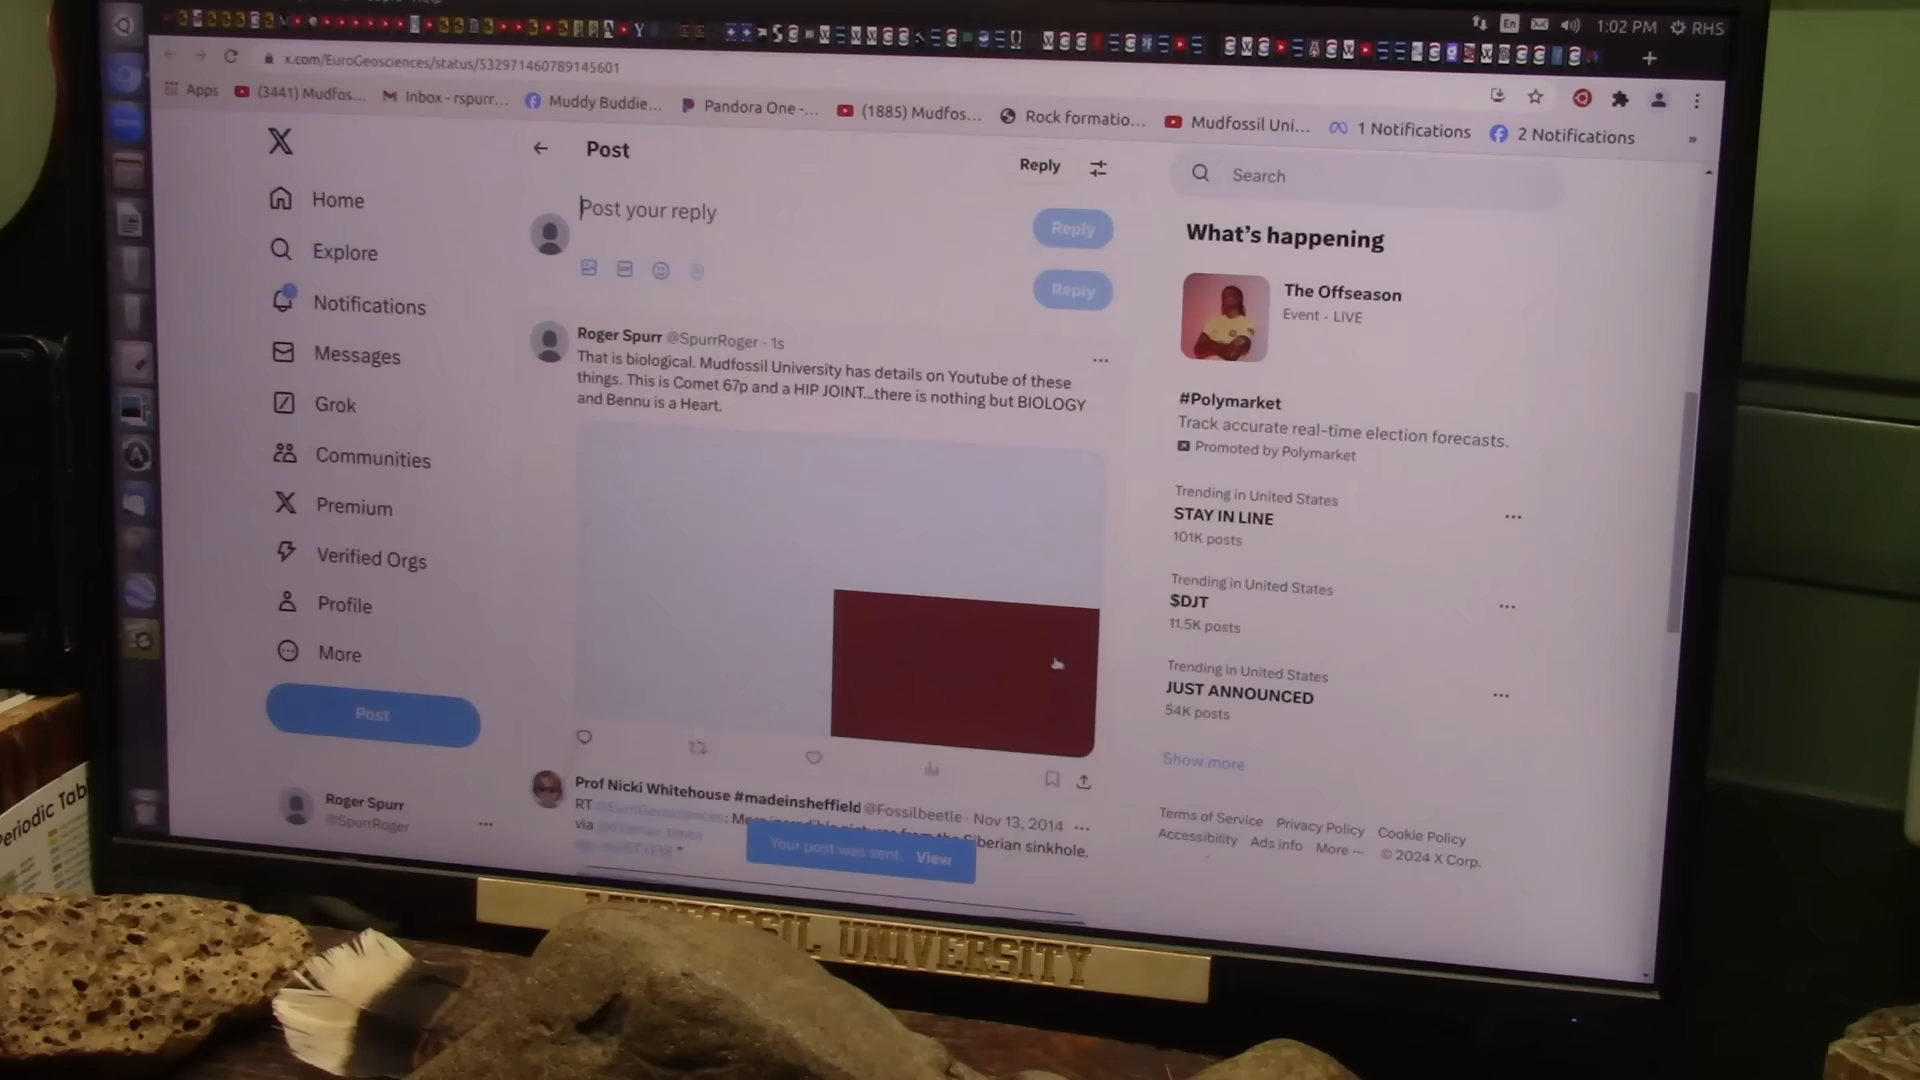 1:02 PM RHS
x.com/EuroGeosciences/status/532971460789145601
Apps (3441) Mudfos... Inbox - rspurr... Muddy Buddie... Pandora One -... (1885) Mudfos... Rock formatio... Mudfossil Uni... 1 Notifications 2 Notifications »
Post
Reply
Search
Home
Explore
Notifications
Messages
Grok
Communities
Premium
Verified Orgs
Profile
More
Post
Roger Spurr
@SpurrRoger
Post your reply
Reply
Reply
Roger Spurr @SpurrRoger · 1s
That is biological. Mudfossil University has details on Youtube of these
things. This is Comet 67p and a HIP JOINT...there is nothing but BIOLOGY
and Bennu is a Heart.
Prof Nicki Whitehouse #madeinsheffield @Fossilbeetle · Nov 13, 2014
RT @EuroGeosciences: More incredible pictures from the Siberian sinkhole.
via
Your post was sent. View
What's happening
The Offseason
Event · LIVE
#Polymarket
Track accurate real-time election forecasts.
Promoted by Polymarket
Trending in United States
STAY IN LINE
101K posts
Trending in United States
$DJT
11.5K posts
Trending in United States
JUST ANNOUNCED
54K posts
Show more
Terms of Service Privacy Policy Cookie Policy
Accessibility Ads info More ··· © 2024 X Corp.
MUDFOSSIL UNIVERSITY
Periodic Tab